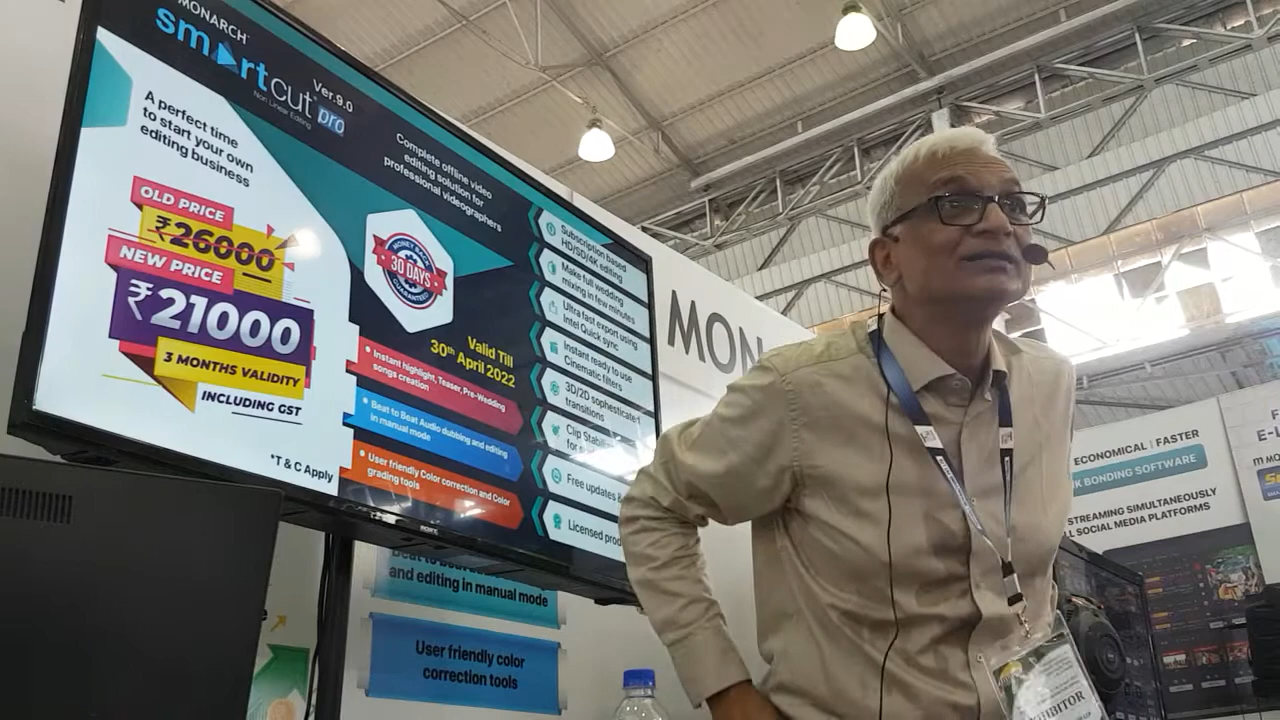 MONARCH
smartcut pro
Ver.9.0
Non Linear Editing
A perfect time
to start your own
editing business
OLD PRICE
₹26000
NEW PRICE
₹21000
3 MONTHS VALIDITY
INCLUDING GST
*T & C Apply
Complete offline video
editing solution for
professional videographers
MONEY BACK
30 DAYS
GUARANTEED
Valid Till
30th April 2022
Instant highlight, Teaser, Pre-Wedding
songs creation
Beat to Beat Audio dubbing and editing
in manual mode
User friendly Color correction and Color
grading tools
Subscription based
HD/SD/4K editing
Make full wedding
mixing in few minutes
Ultra fast export using
Intel Quick sync
Instant ready to use
Cinematic filters
3D/2D sophisticated
transitions
Clip
for
Free updates &
Licensed
MON
and editing in manual mode
User friendly color
correction tools
ECONOMICAL | FASTER
BONDING SOFTWARE
STREAMING SIMULTANEOUSLY
SOCIAL MEDIA PLATFORMS